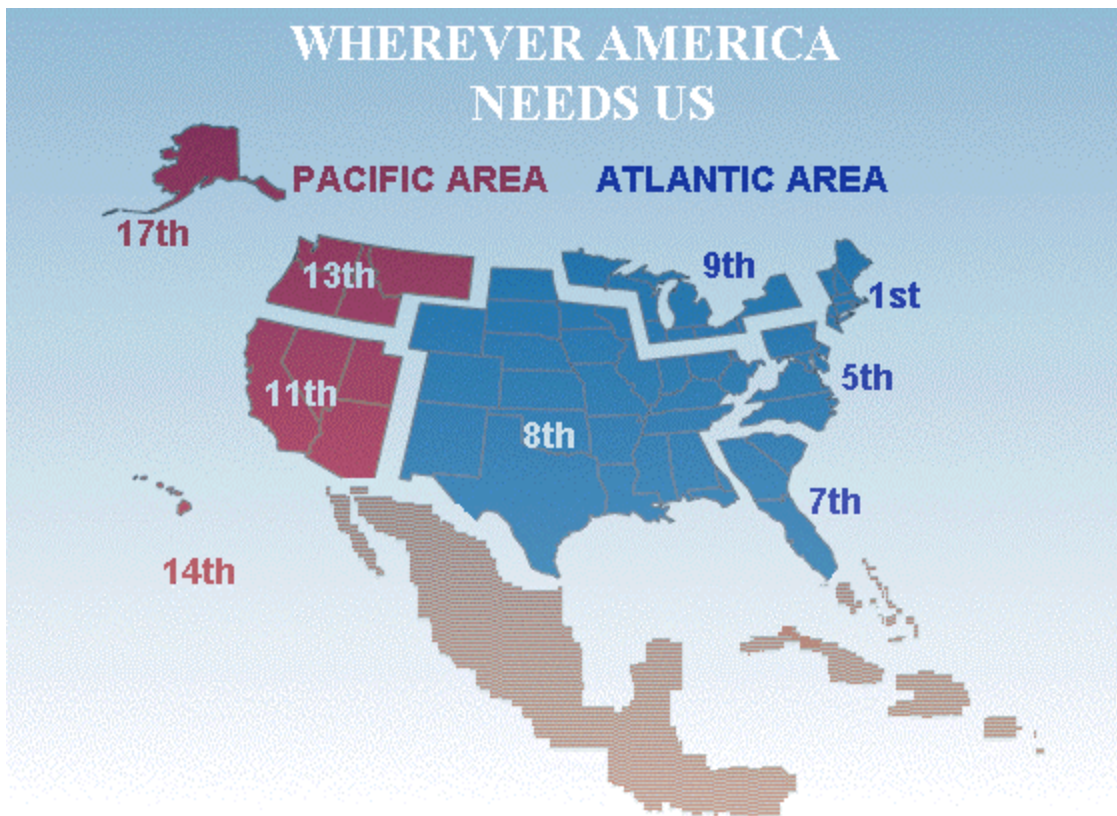 WHEREVER AMERICA
NEEDS US
PACIFIC AREA
ATLANTIC AREA
17th
13th
9th
1st
11th
5th
8th
7th
14th